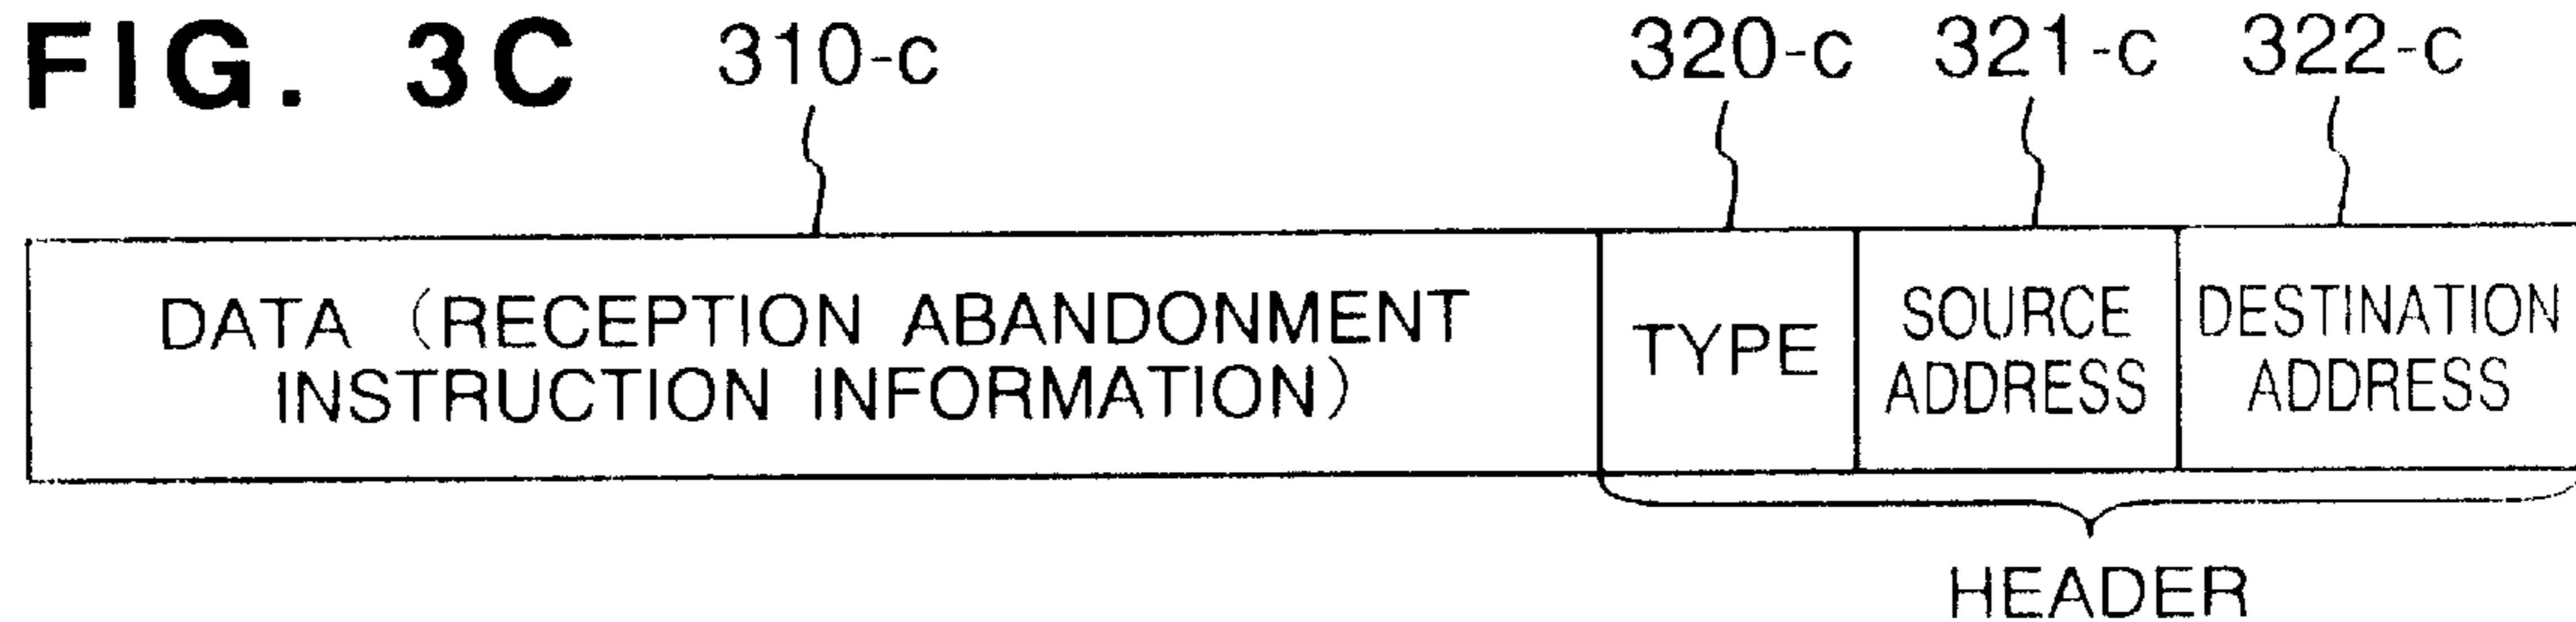 FIG. 3C 310-c 320-c 321-c 322-c
DATA (RECEPTION ABANDONMENT
INSTRUCTION INFORMATION)
TYPE
SOURCE
ADDRESS
DESTINATION
ADDRESS
HEADER